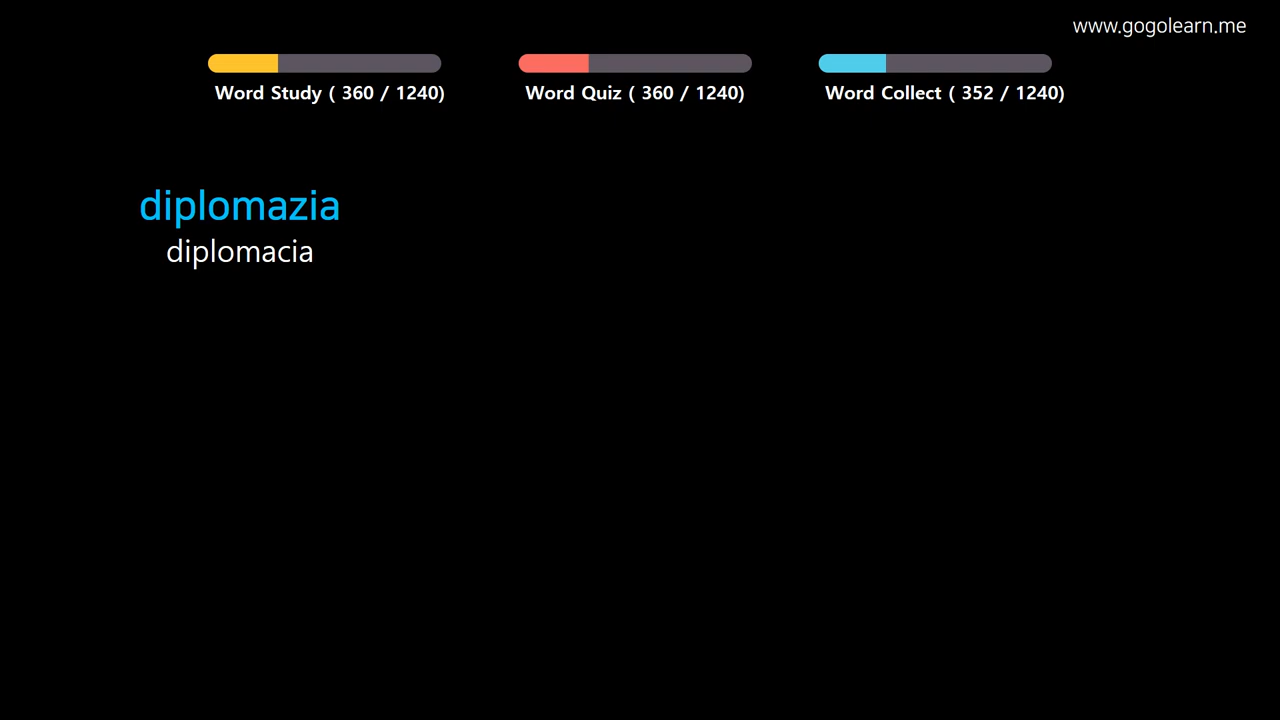 www.gogolearn.me
Word Study ( 360 / 1240)
Word Quiz ( 360 / 1240)
Word Collect ( 352 / 1240)
diplomazia
diplomacia